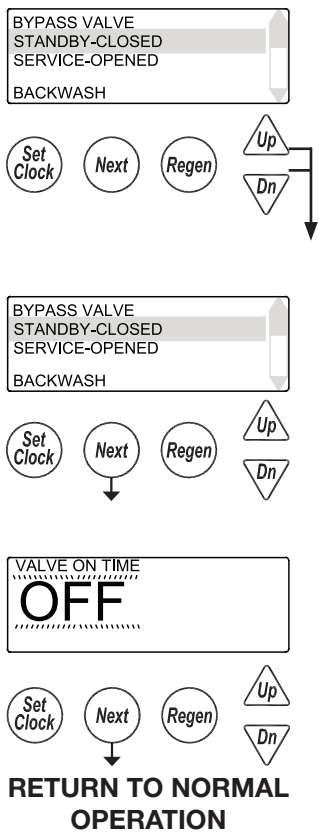 BYPASS VALVE
STANDBY-CLOSED
SERVICE-OPENED
BACKWASH
Set Clock
Next
Regen
Up
Dn
BYPASS VALVE
STANDBY-CLOSED
SERVICE-OPENED
BACKWASH
Set Clock
Next
Regen
Up
Dn
VALVE ON TIME
OFF
Set Clock
Next
Regen
Up
Dn
RETURN TO NORMAL
OPERATION